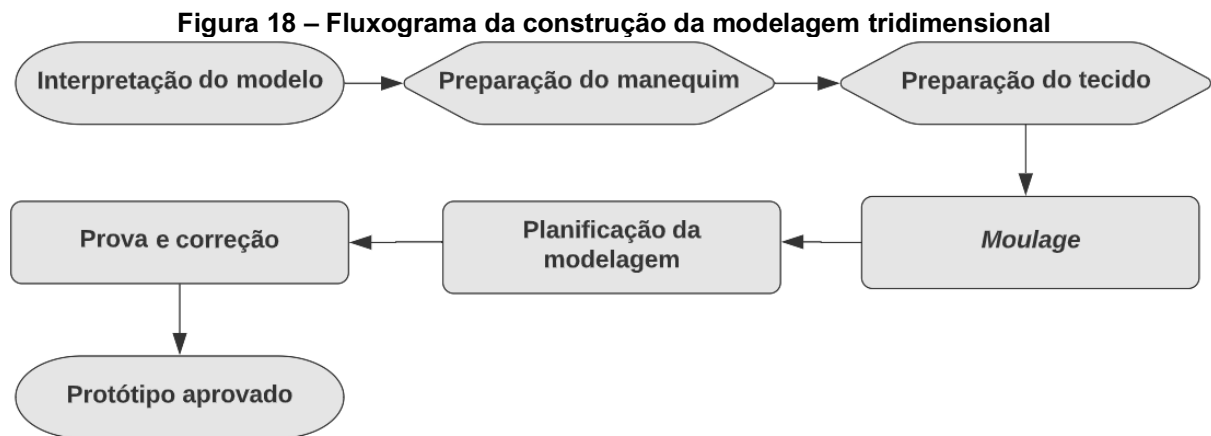 Figura 18 – Fluxograma da construção da modelagem tridimensional
Interpretação do modelo
Preparação do manequim
Preparação do tecido
Moulage
Planificação da
modelagem
Prova e correção
Protótipo aprovado